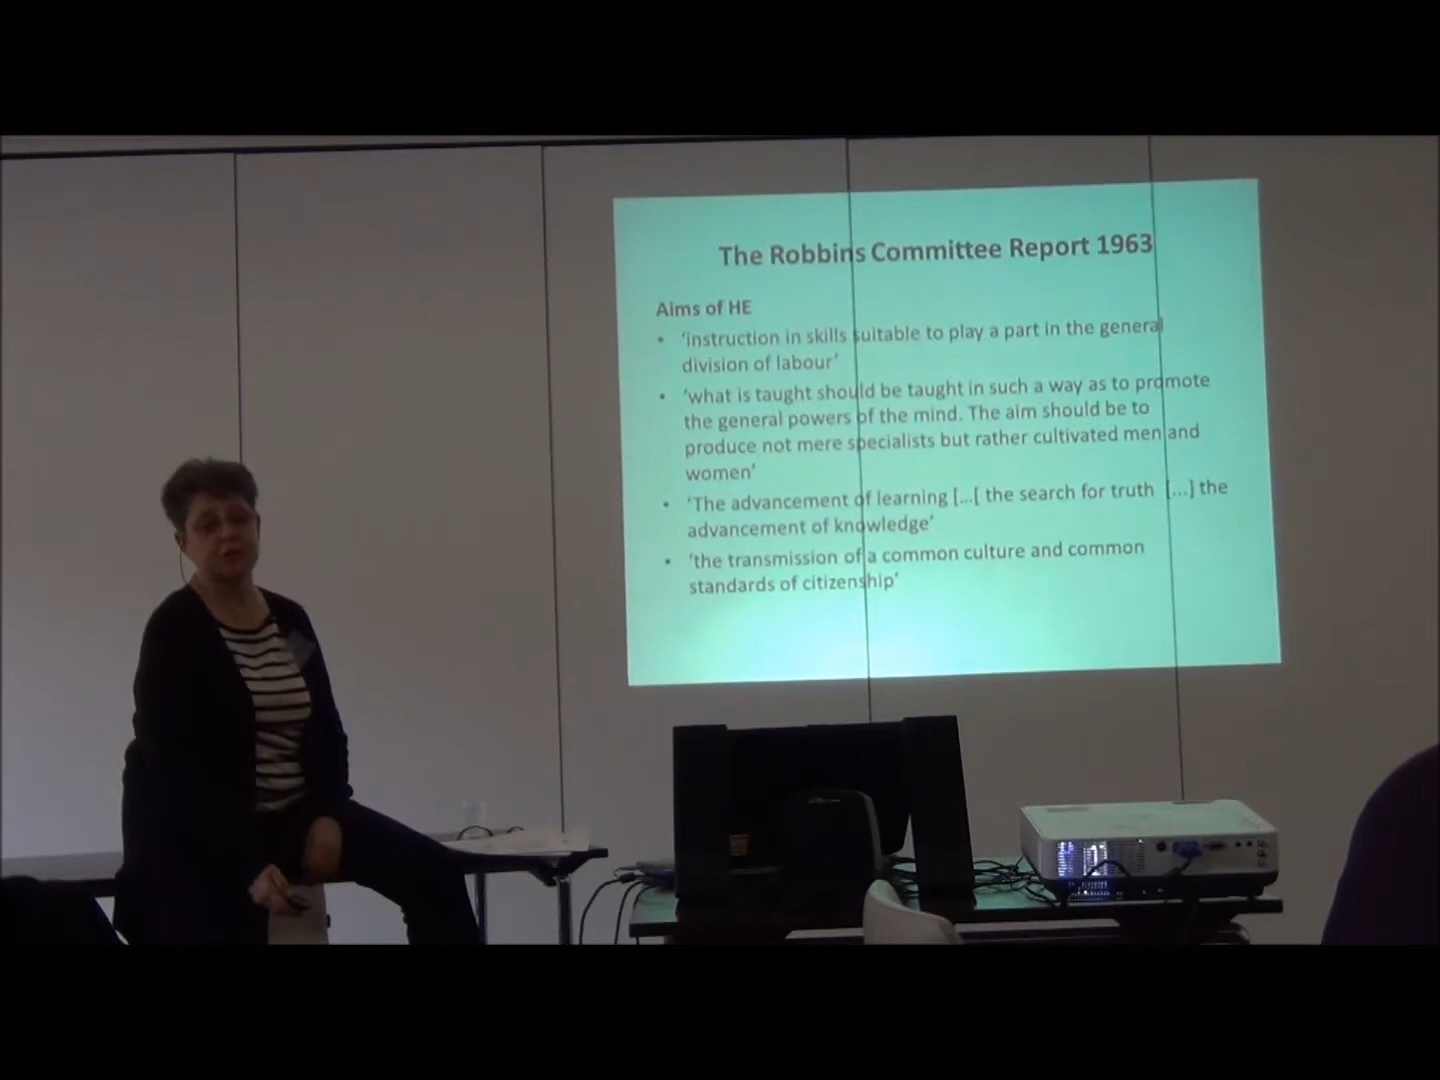 The Robbins Committee Report 1963
Aims of HE
• ‘instruction in skills suitable to play a part in the general
division of labour’
• ‘what is taught should be taught in such a way as to promote
the general powers of the mind. The aim should be to
produce not mere specialists but rather cultivated men and
women’
• ‘The advancement of learning [...[ the search for truth [...] the
advancement of knowledge’
• ‘the transmission of a common culture and common
standards of citizenship’